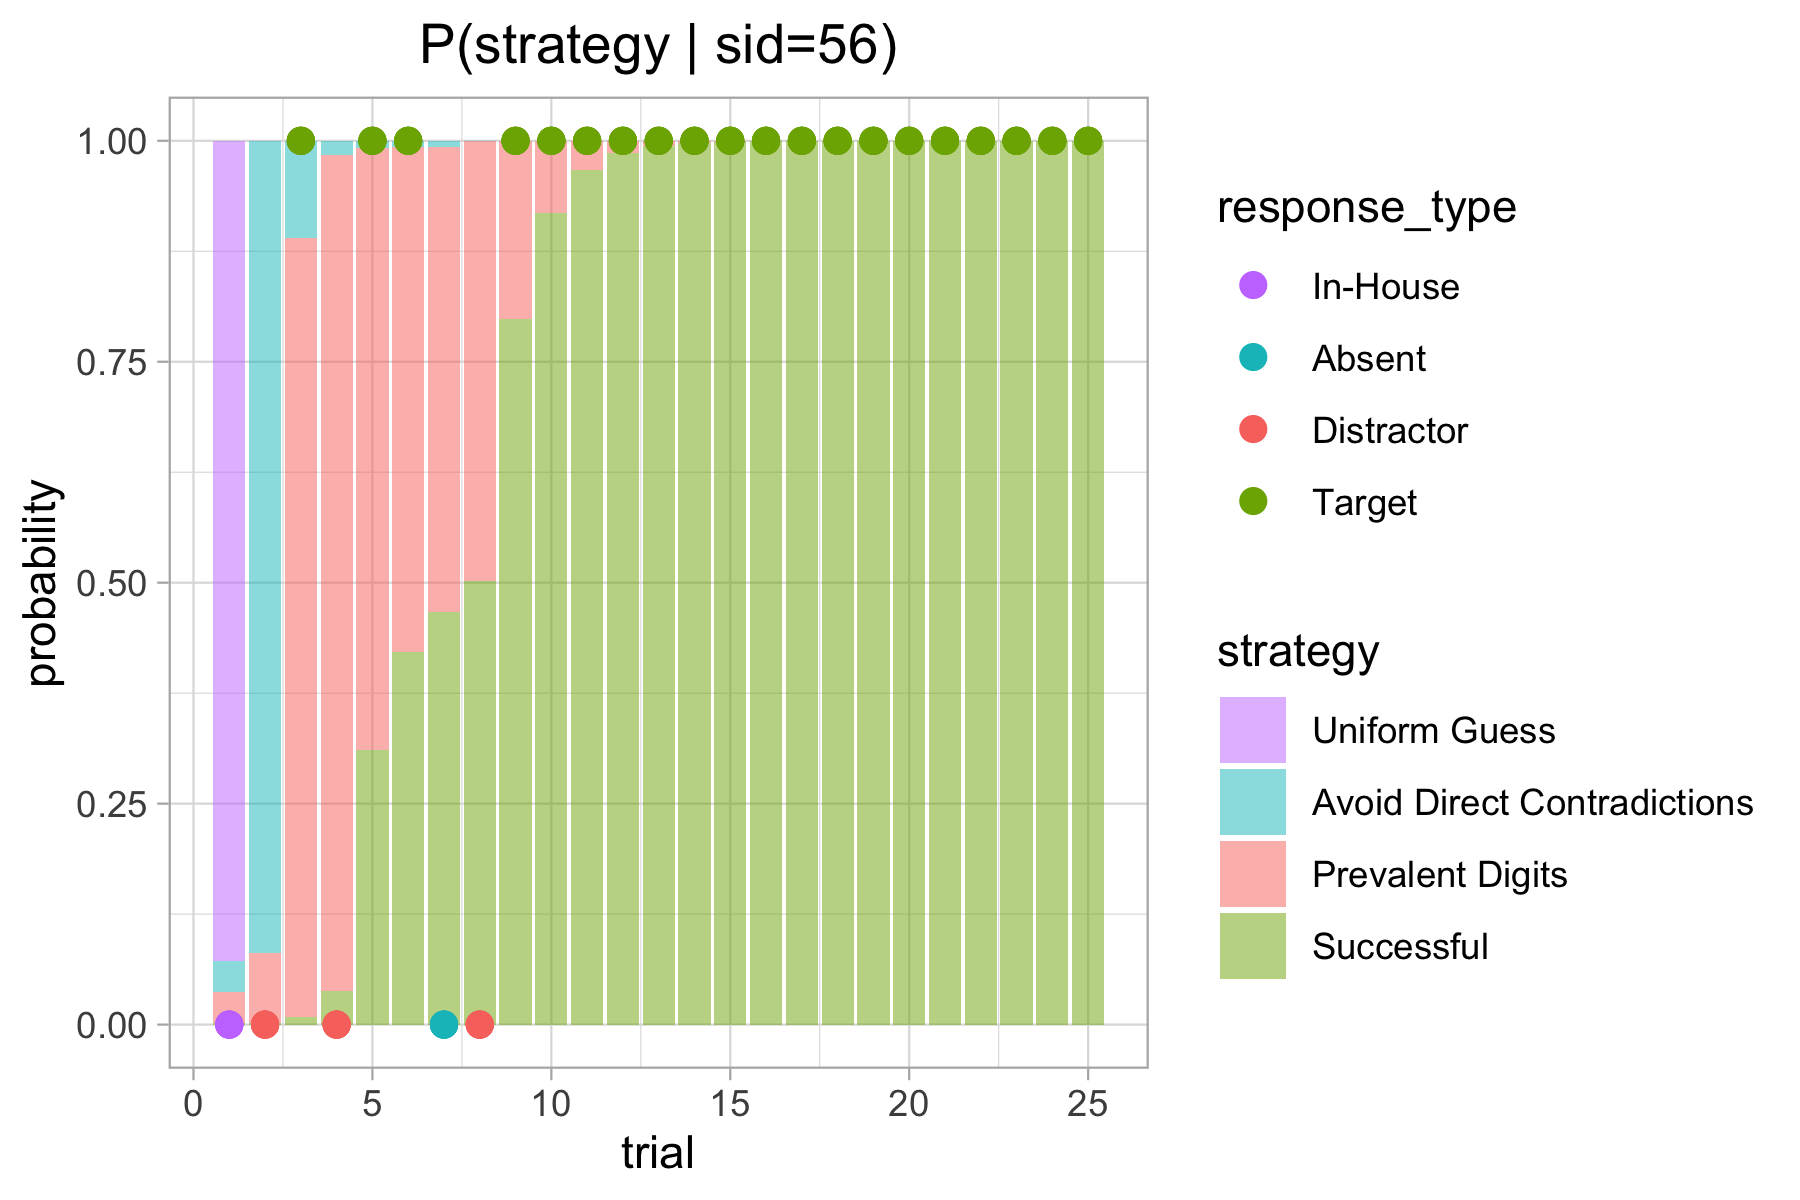 P(strategy | sid=56)
1.00
0.75
0.50
0.25
0.00
probability
0 5 10 15 20 25
trial
response_type
In-House
Absent
Distractor
Target
strategy
Uniform Guess
Avoid Direct Contradictions
Prevalent Digits
Successful